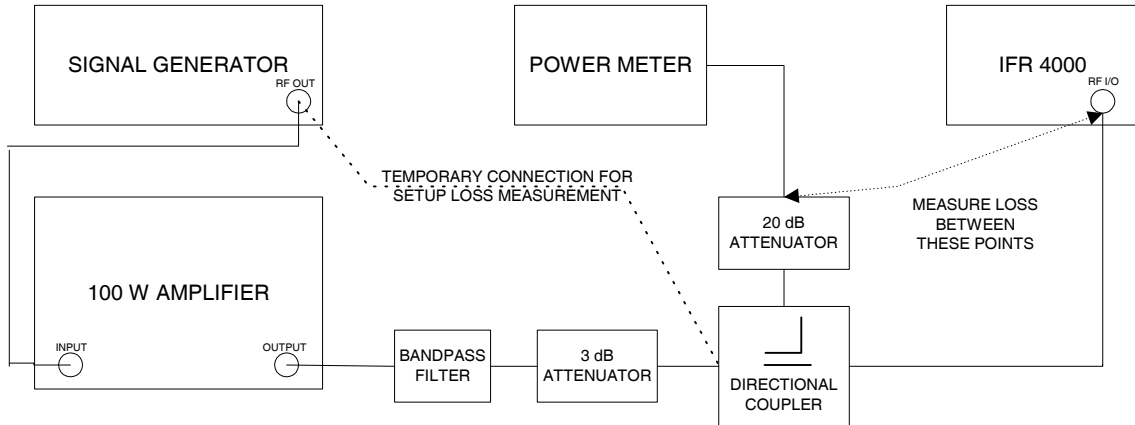 SIGNAL GENERATOR
RF OUT
POWER METER
IFR 4000
RF I/O
TEMPORARY CONNECTION FOR
SETUP LOSS MEASUREMENT
MEASURE LOSS
BETWEEN
THESE POINTS
20 dB
ATTENUATOR
100 W AMPLIFIER
INPUT
OUTPUT
BANDPASS
FILTER
3 dB
ATTENUATOR
DIRECTIONAL
COUPLER